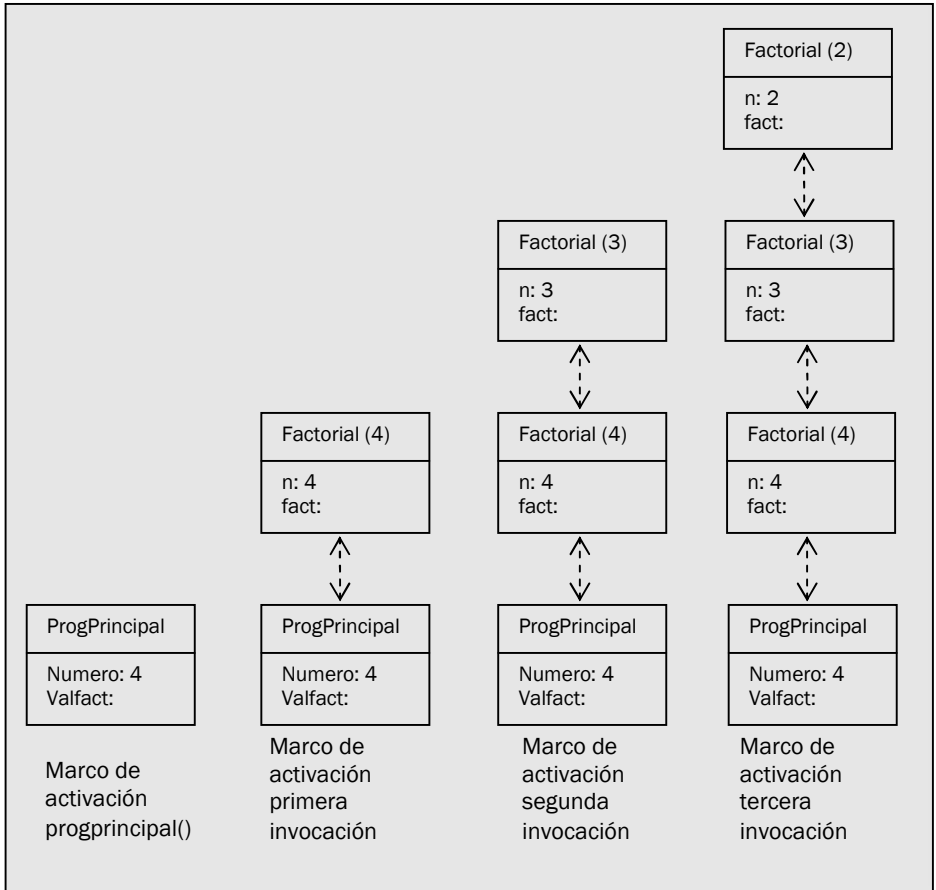 Factorial (2)
n: 2
fact:
Factorial (3)
n: 3
fact:
Factorial (3)
n: 3
fact:
Factorial (4)
n: 4
fact:
Factorial (4)
n: 4
fact:
Factorial (4)
n: 4
fact:
ProgPrincipal
Numero: 4
Valfact:
ProgPrincipal
Numero: 4
Valfact:
ProgPrincipal
Numero: 4
Valfact:
ProgPrincipal
Numero: 4
Valfact:
Marco de
activación
progprincipal()
Marco de
activación
primera
invocación
Marco de
activación
segunda
invocación
Marco de
activación
tercera
invocación